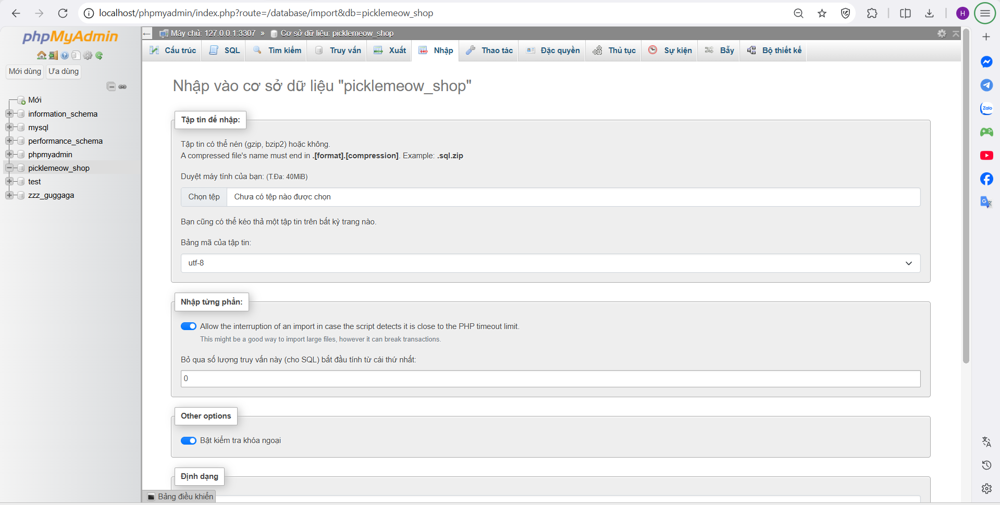 localhost/phpmyadmin/index.php?route=/database/import&db=picklemeow_shop
H
phpMyAdmin
Mới dùng
Ưa dùng
Mới
information_schema
mysql
performance_schema
phpmyadmin
picklemeow_shop
test
zzz_guggaga
Máy chủ: 127.0.0.1:3307 » Cơ sở dữ liệu: picklemeow_shop
Cấu trúc
SQL
Tìm kiếm
Truy vấn
Xuất
Nhập
Thao tác
Đặc quyền
Thủ tục
Sự kiện
Bẫy
Bộ thiết kế
Nhập vào cơ sở dữ liệu "picklemeow_shop"
Tập tin để nhập:
Tập tin có thể nén (gzip, bzip2) hoặc không.
A compressed file's name must end in .[format].[compression]. Example: .sql.zip
Duyệt máy tính của bạn: (T.Đa: 40MiB)
Chọn tệp
Chưa có tệp nào được chọn
Bạn cũng có thể kéo thả một tập tin trên bất kỳ trang nào.
Bảng mã của tập tin:
utf-8
Nhập từng phần:
Allow the interruption of an import in case the script detects it is close to the PHP timeout limit.
This might be a good way to import large files, however it can break transactions.
Bỏ qua số lượng truy vấn này (cho SQL) bắt đầu tính từ cái thứ nhất:
0
Other options
Bật kiểm tra khóa ngoại
Định dạng
Bảng điều khiển
Zalo